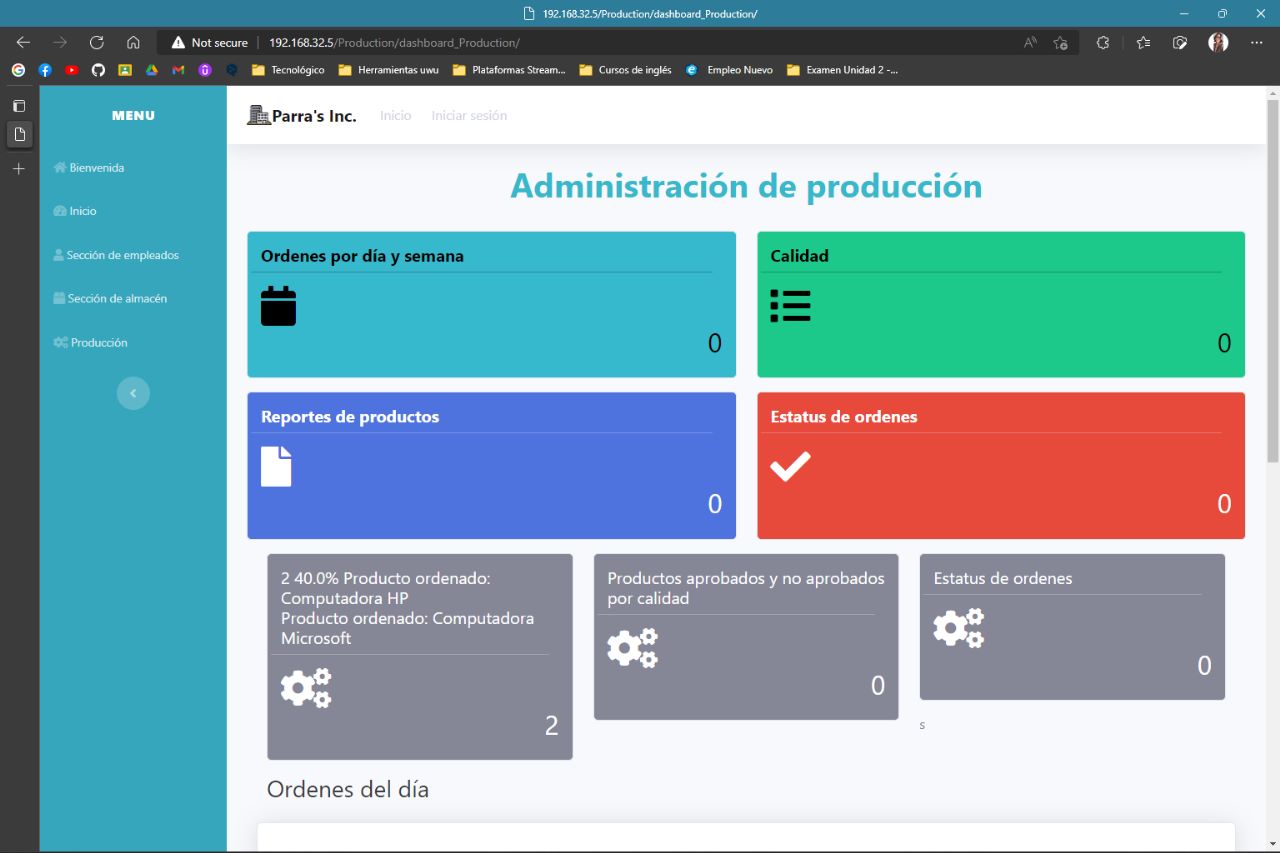 192.168.32.5/Production/dashboard_Production/
Not secure
192.168.32.5/Production/dashboard_Production/
Tecnológico
Herramientas uwu
Plataformas Stream...
Cursos de inglés
Empleo Nuevo
Examen Unidad 2 -...
MENU
Bienvenida
Inicio
Sección de empleados
Sección de almacén
Producción
Parra's Inc.
Inicio
Iniciar sesión
Administración de producción
Ordenes por día y semana
0
Calidad
0
Reportes de productos
0
Estatus de ordenes
0
2 40.0% Producto ordenado:
Computadora HP
Producto ordenado: Computadora
Microsoft
2
Productos aprobados y no aprobados
por calidad
0
Estatus de ordenes
0
s
Ordenes del día